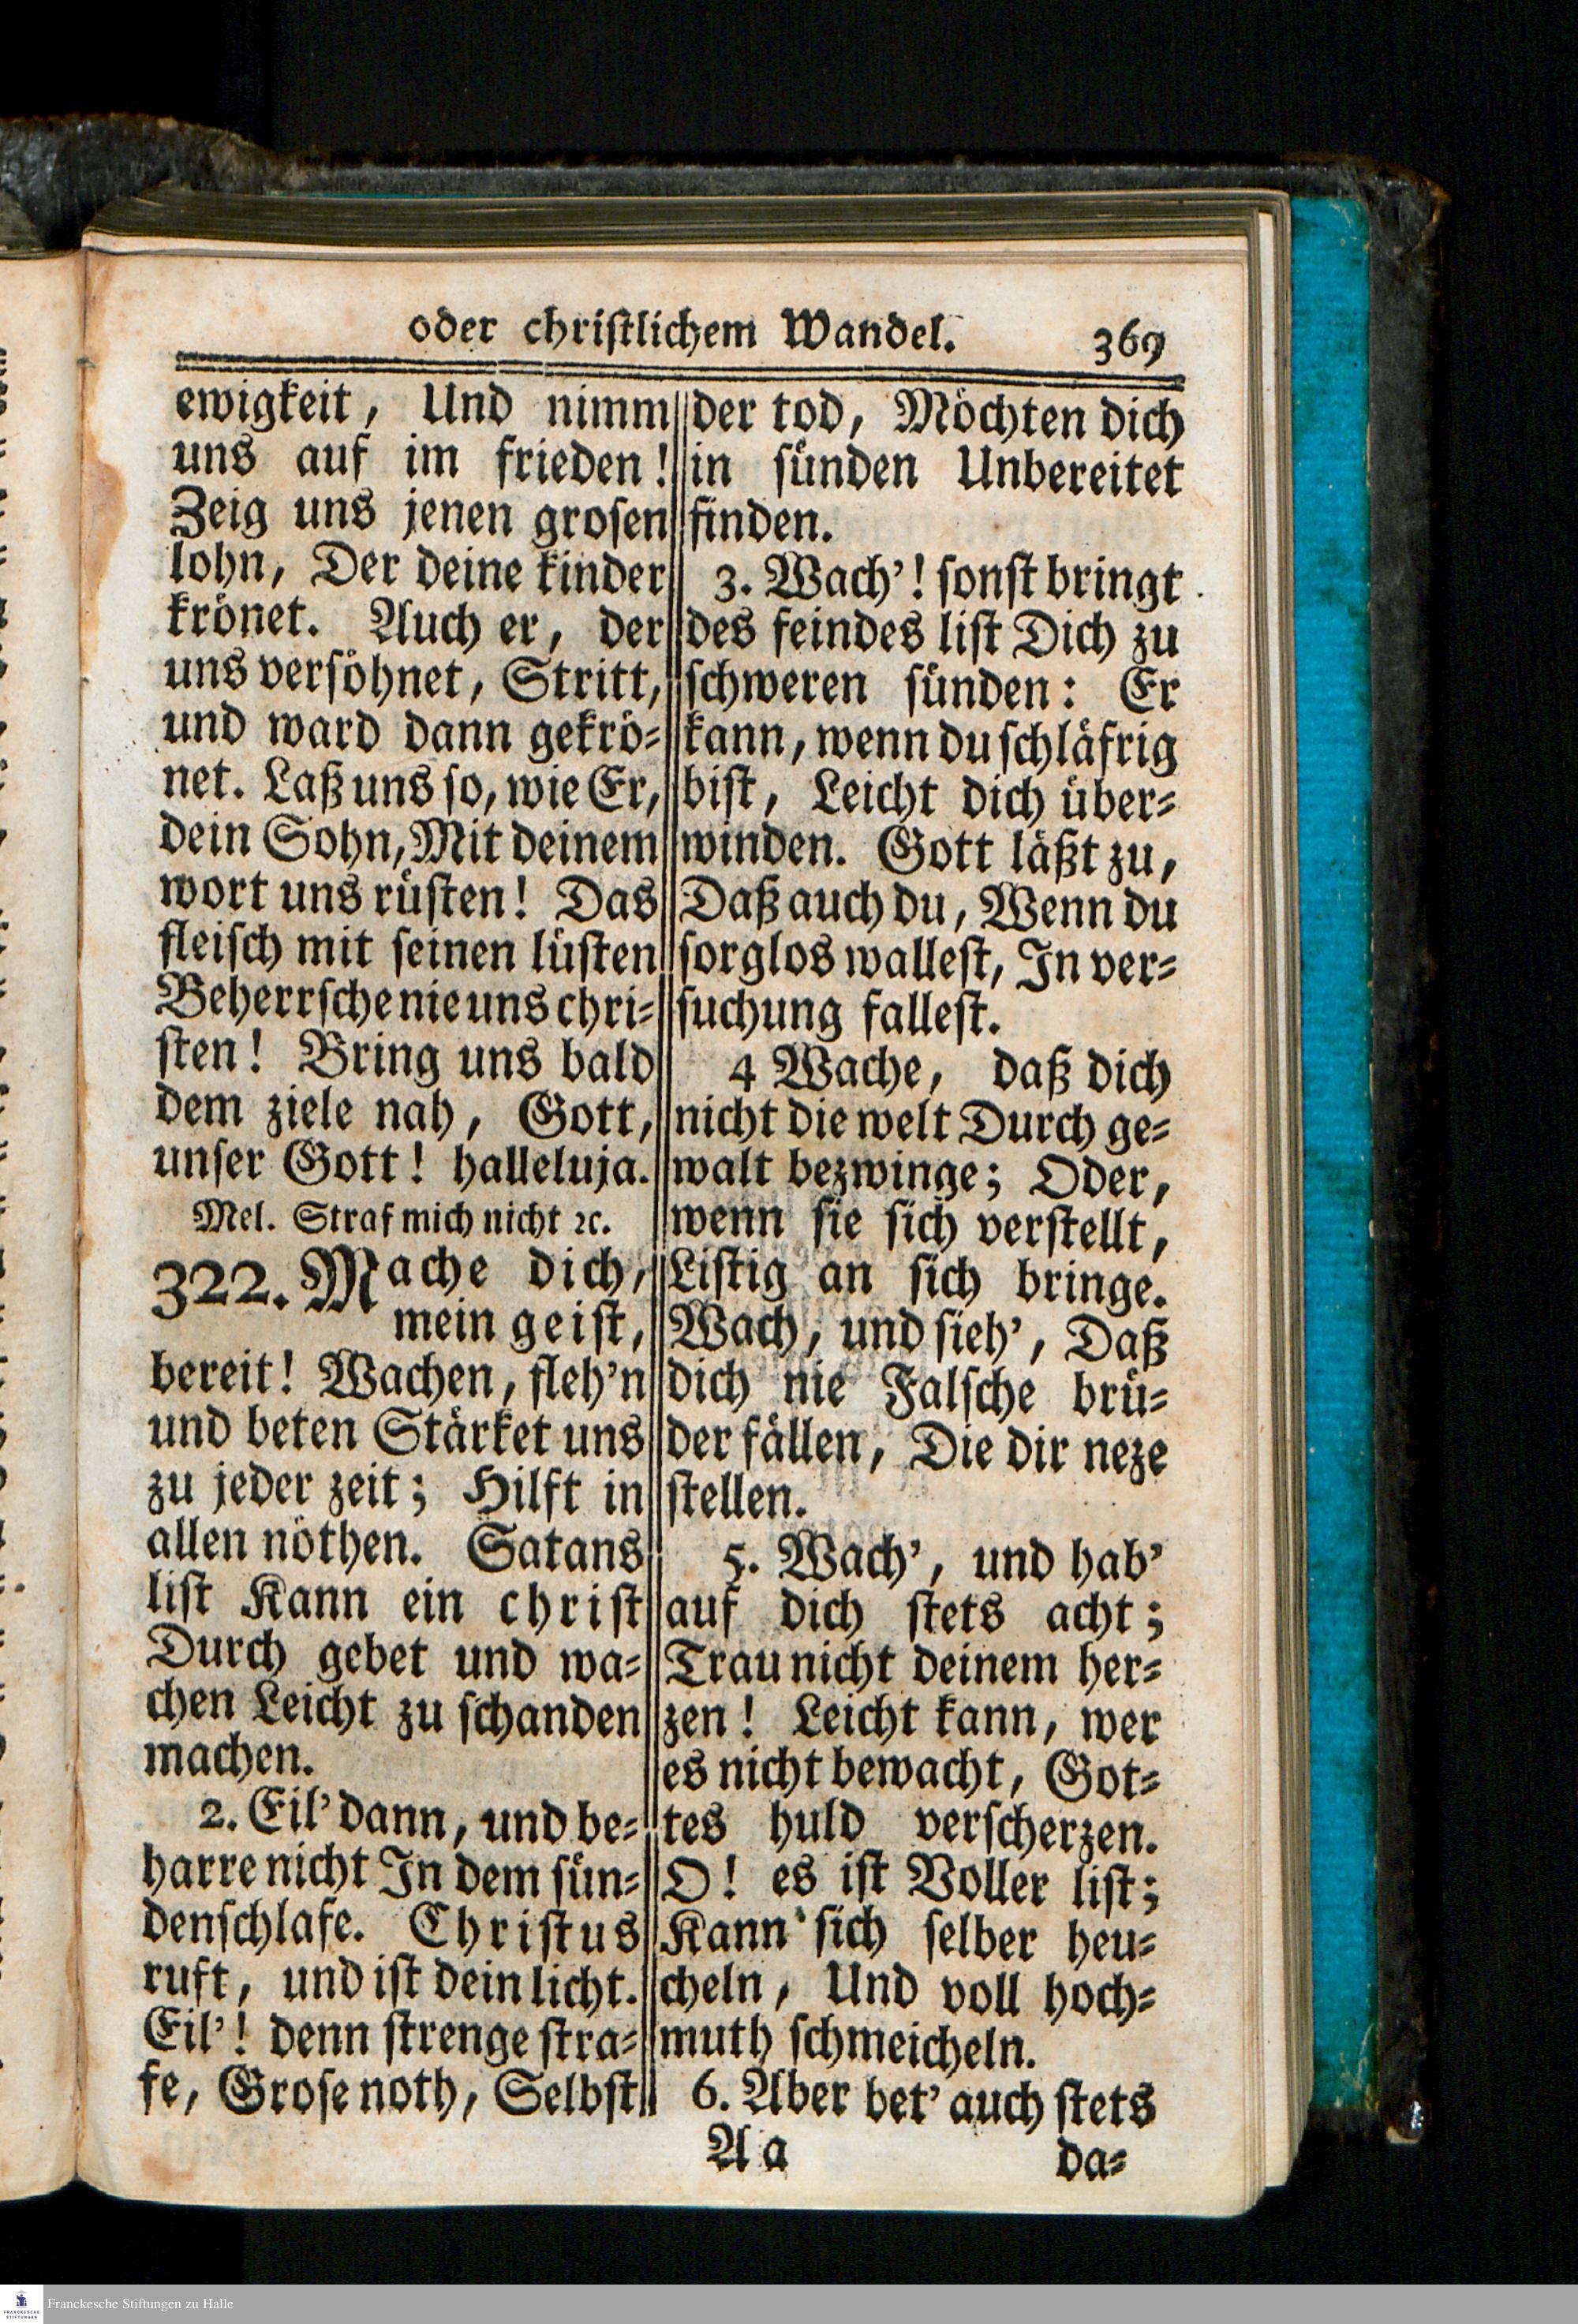 oder christlichem Wandel. 369
ewigkeit, Und nimm
uns auf im frieden!
Zeig uns jenen grosen
lohn, Der deine kinder
krönet. Auch er, der
uns versöhnet, Stritt,
und ward dann gekrö-
net. Laß uns so, wie Er,
dein Sohn, Mit deinem
wort uns rüsten! Das
fleisch mit seinen lüsten
Beherrsche nie uns chri-
sten! Bring uns bald
dem ziele nah, Gott,
unser Gott! halleluja.
Mel. Straf mich nicht ꝛc.
322. Mache dich,
mein geist,
bereit! Wachen, fleh'n
und beten Stärket uns
zu jeder zeit; Hilft in
allen nöthen. Satans
list Kann ein christ
Durch gebet und wa-
chen Leicht zu schanden
machen.
2. Eil' dann, und be-
harre nicht In dem sün-
denschlafe. Christus
ruft, und ist dein licht.
Eil'! denn strenge stra-
fe, Grose noth, Selbst
der tod, Möchten dich
in sünden Unbereitet
finden.
3. Wach'! sonst bringt
des feindes list Dich zu
schweren sünden: Er
kann, wenn du schläfrig
bist, Leicht dich über-
winden. Gott läßt zu,
Daß auch du, Wenn du
sorglos wallest, In ver-
suchung fallest.
4 Wache, daß dich
nicht die welt Durch ge-
walt bezwinge; Oder,
wenn sie sich verstellt,
Listig an sich bringe.
Wach, und sieh', Daß
dich nie Falsche brü-
der fällen, Die dir neze
stellen.
5. Wach', und hab'
auf dich stets acht;
Trau nicht deinem her-
zen! Leicht kann, wer
es nicht bewacht, Got-
tes huld verscherzen.
O! es ist Voller list;
Kann sich selber heu-
cheln, Und voll hoch-
muth schmeicheln.
6. Aber bet' auch stets
A a da-
FRANCKESCHE STIFTUNGEN Franckesche Stiftungen zu Halle